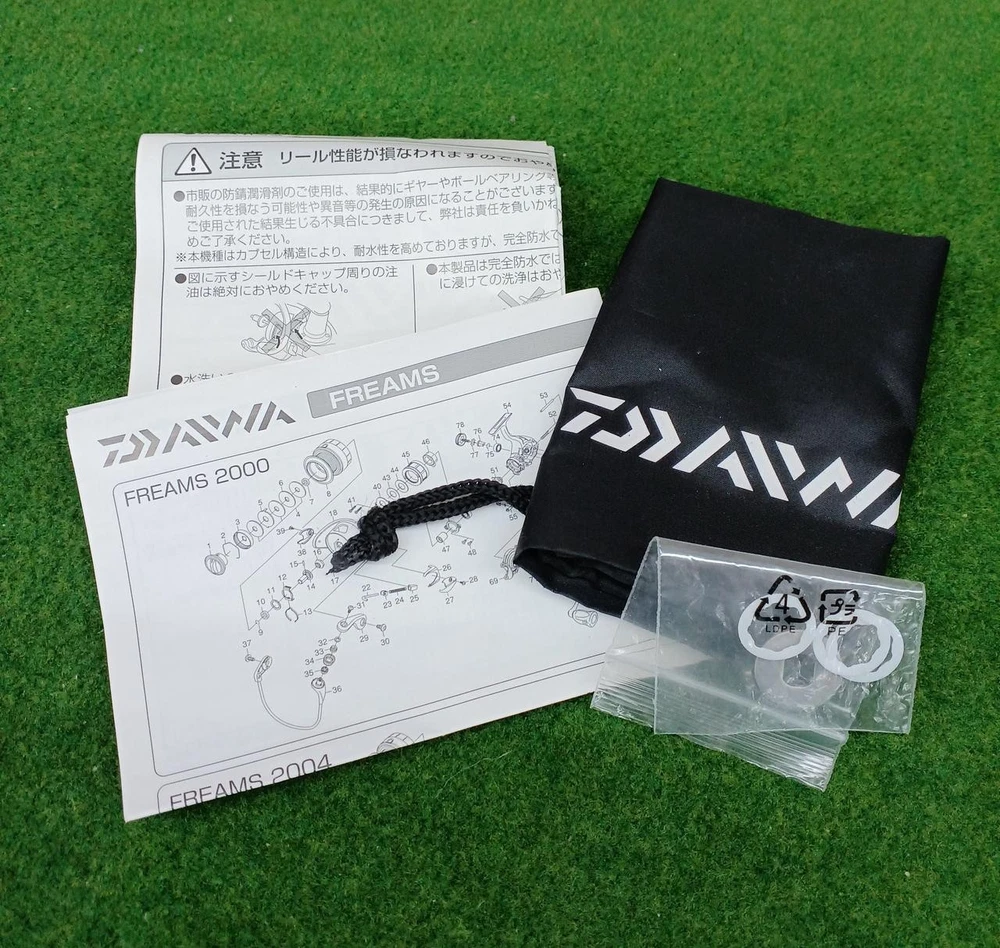 注意 リール性能が損なわれますのでおや
●市販の防錆潤滑剤のご使用は、結果的にギヤーやボールベアリング
耐久性を損なう可能性や異音等の発生の原因になることがございます
ご使用された結果生じる不具合につきまして、弊社は責任を負いかね
めご了承ください。
※本機種はカプセル構造により、耐水性を高めておりますが、完全防水で
●図に示すシールドキャップ周りの注
油は絶対におやめください。
●本製品は完全防水では
に浸けての洗浄はおや
●水洗い
DAIWA FREAMS
FREAMS 2000
FREAMS 2004
DAIWA
4 プラ
LDPE PE